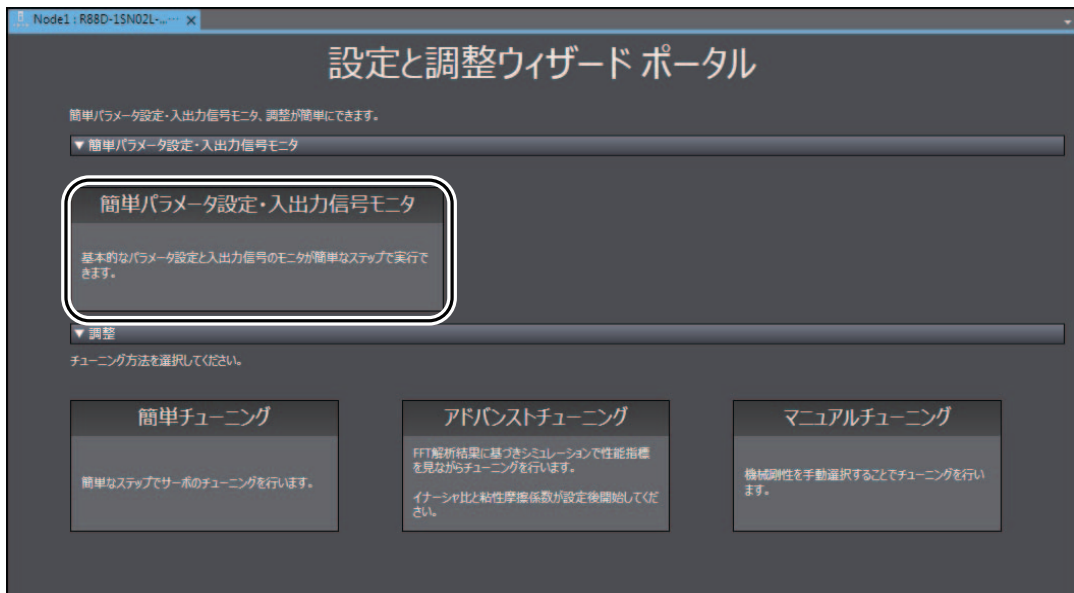 Node1 : R88D-1SN02L-...…
設定と調整ウィザード ポータル
簡単パラメータ設定・入出力信号モニタ、調整が簡単にできます。
▼簡単パラメータ設定・入出力信号モニタ
簡単パラメータ設定・入出力信号モニタ
基本的なパラメータ設定と入出力信号のモニタが簡単なステップで実行で
きます。
▼調整
チューニング方法を選択してください。
簡単チューニング
簡単なステップでサーボのチューニングを行います。
アドバンストチューニング
FFT解析結果に基づきシミュレーションで性能指標
を見ながらチューニングを行います。
イナーシャ比と粘性摩擦係数が設定後開始してくだ
さい。
マニュアルチューニング
機械剛性を手動選択することでチューニングを行い
ます。